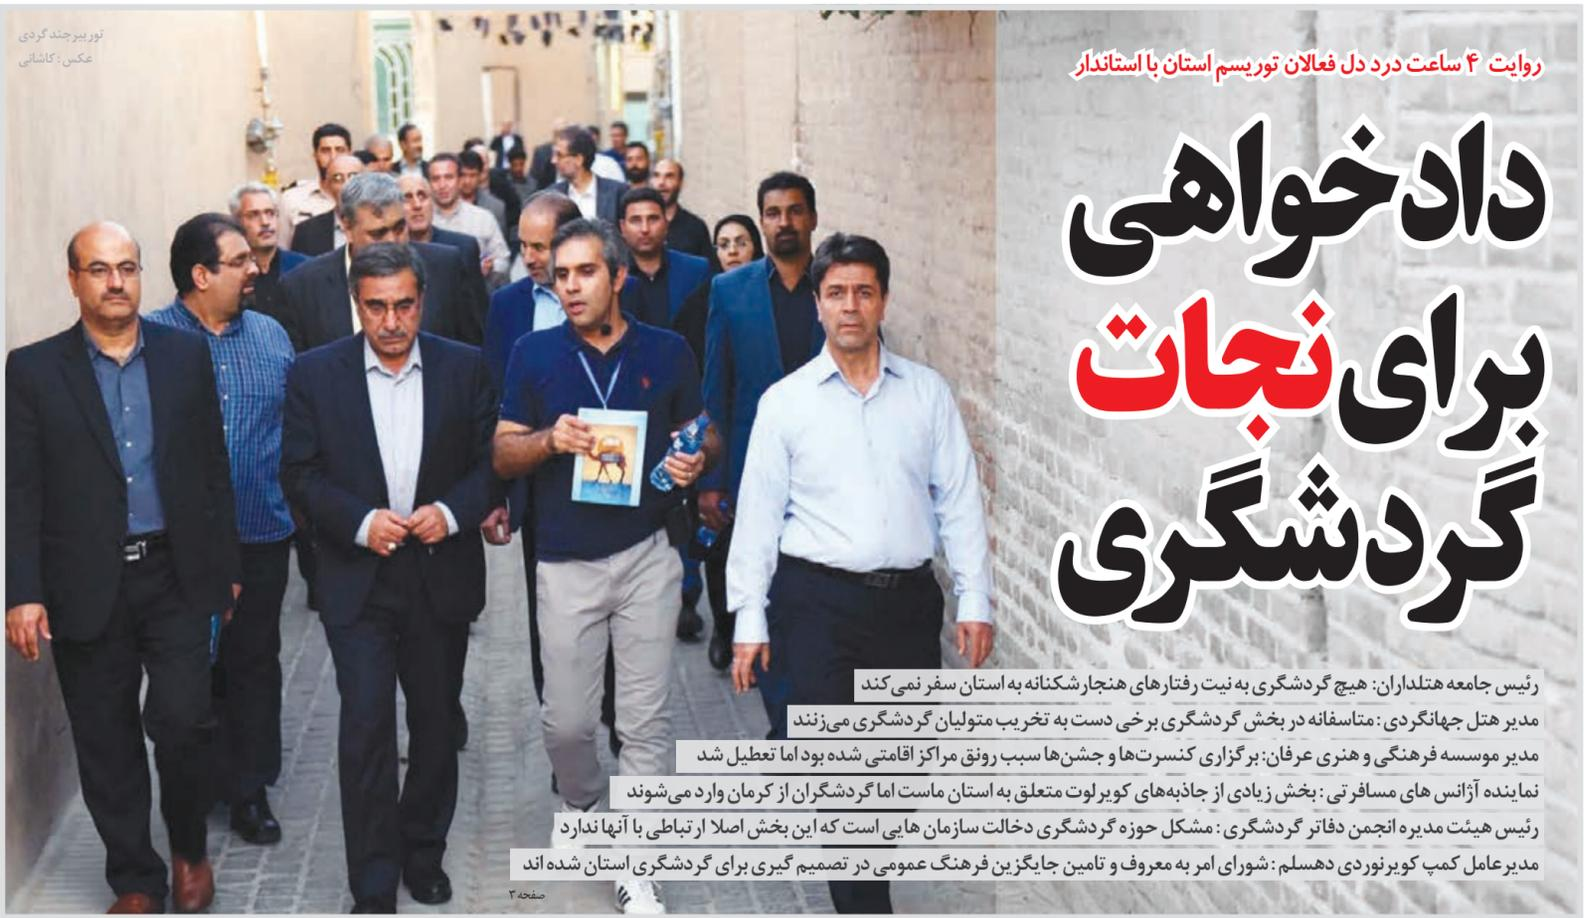 روایت ۴ ساعت درد دل فعالان توریسم استان با استاندار
دادخواهی
برای نجات
گردشگری
رئیس جامعه هتلداران: هیچ گردشگری به نیت رفتارهای هنجارشکنانه به استان سفر نمی‌کند
مدیر هتل جهانگردی: متاسفانه در بخش گردشگری برخی دست به تخریب متولیان گردشگری می‌زنند
مدیر موسسه فرهنگی و هنری عرفان: برگزاری کنسرت‌ها و جشن‌ها سبب رونق مراکز اقامتی شده بود اما تعطیل شد
نماینده آژانس های مسافرتی: بخش زیادی از جاذبه‌های کویر لوت متعلق به استان ماست اما گردشگران از کرمان وارد می‌شوند
رئیس هیئت مدیره انجمن دفاتر گردشگری: مشکل حوزه گردشگری دخالت سازمان هایی است که این بخش اصلا ارتباطی با آنها ندارد
مدیرعامل کمپ کویرنوردی دهسلم: شورای امر به معروف و تامین جایگزین فرهنگ عمومی در تصمیم گیری برای گردشگری استان شده اند
صفحه ۳
تور بیرجند گردی
عکس: کاشانی